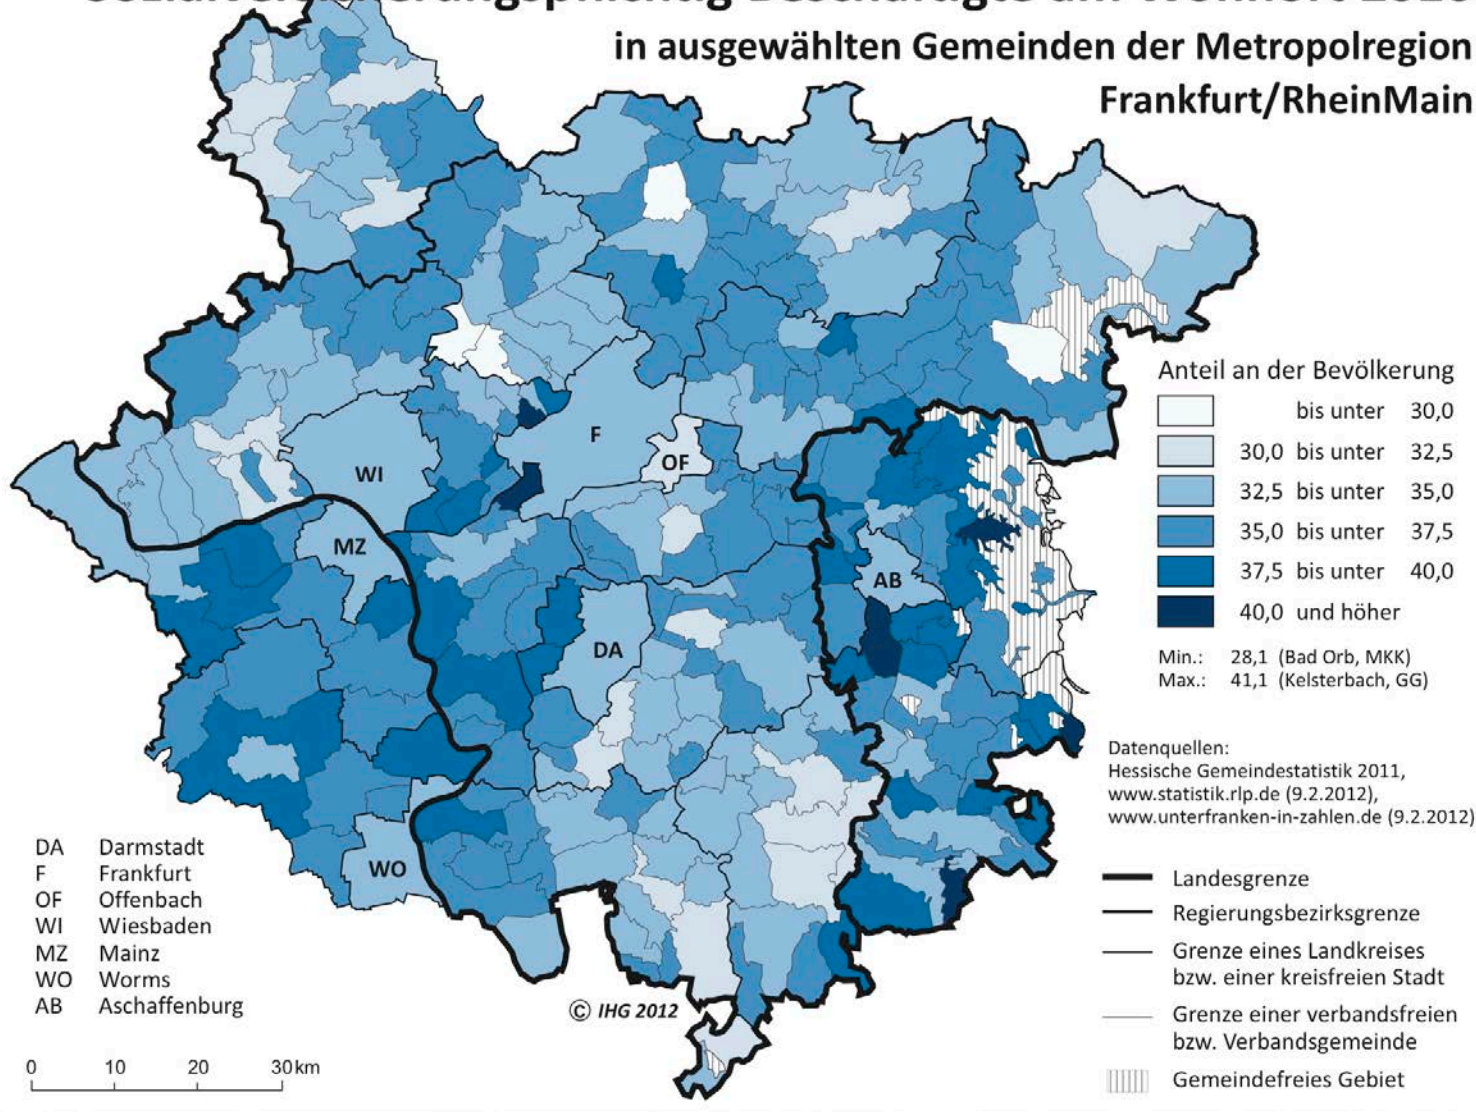 in ausgewählten Gemeinden der Metropolregion
Frankfurt/RheinMain
Anteil an der Bevölkerung
bis unter 30,0
30,0 bis unter 32,5
32,5 bis unter 35,0
35,0 bis unter 37,5
37,5 bis unter 40,0
40,0 und höher
Min.: 28,1 (Bad Orb, MKK)
Max.: 41,1 (Kelsterbach, GG)
Datenquellen:
Hessische Gemeindestatistik 2011,
www.statistik.rlp.de (9.2.2012),
www.unterfranken-in-zahlen.de (9.2.2012)
F
OF
WI
MZ
AB
DA
WO
DA Darmstadt
F Frankfurt
OF Offenbach
WI Wiesbaden
MZ Mainz
WO Worms
AB Aschaffenburg
0 10 20 30 km
© IHG 2012
Landesgrenze
Regierungsbezirksgrenze
Grenze eines Landkreises
bzw. einer kreisfreien Stadt
Grenze einer verbandsfreien
bzw. Verbandsgemeinde
Gemeindefreies Gebiet